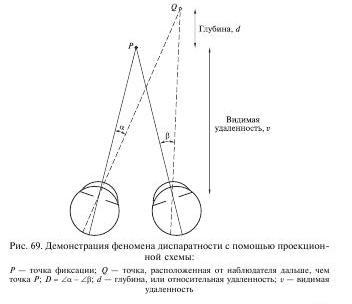 Q
Глубина, d
P
α
β
Видимая
удаленность, v
Рис. 69. Демонстрация феномена диспаратности с помощью проекцион-
ной схемы:
P — точка фиксации; Q — точка, расположенная от наблюдателя дальше, чем
точка P; D = ∠α – ∠β; d — глубина, или относительная удаленность; v — видимая
удаленность